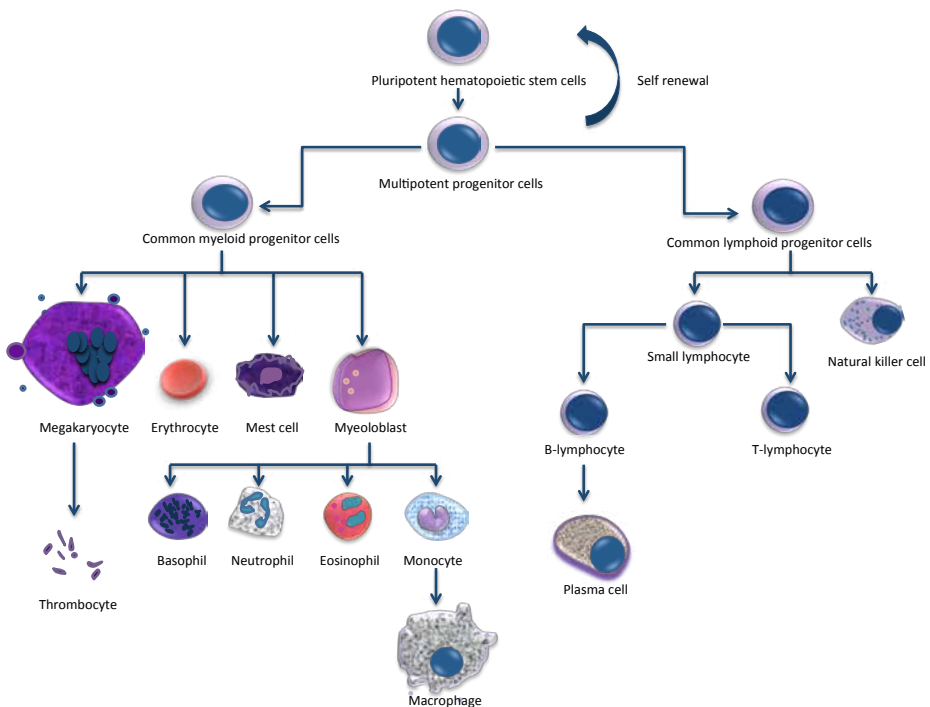 Pluripotent hematopoietic stem cells
Self renewal
Multipotent progenitor cells
Common myeloid progenitor cells
Common lymphoid progenitor cells
Small lymphocyte
Natural killer cell
Megakaryocyte
Erythrocyte
Mest cell
Myeoloblast
B-lymphocyte
T-lymphocyte
Basophil
Neutrophil
Eosinophil
Monocyte
Plasma cell
Thrombocyte
Macrophage